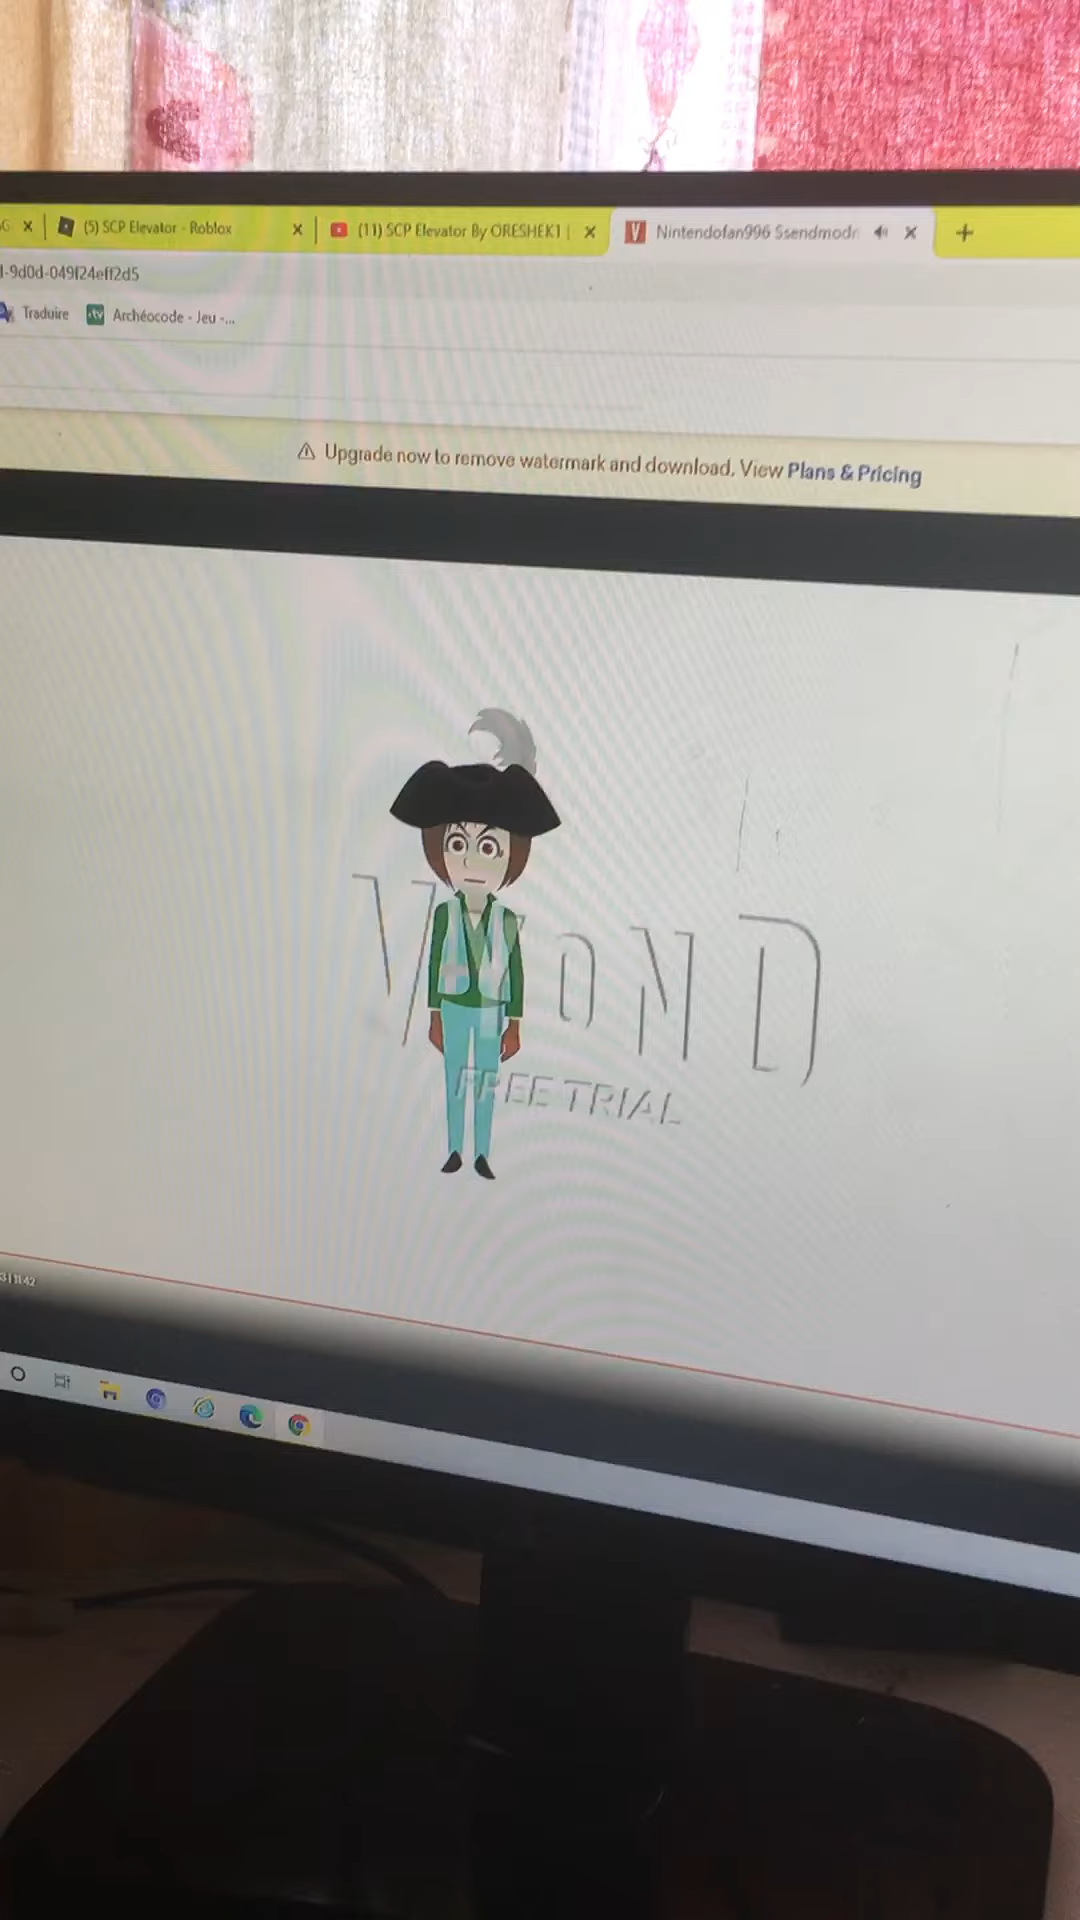 (5) SCP Elevator - Roblox
(11) SCP Elevator By ORESHEK1 |
Nintendofan996 Ssendmodn
-9d0d-049f24eff2d5
Traduire
Archéocode - Jeu -...
Upgrade now to remove watermark and download. View Plans & Pricing
VYOND
FREE TRIAL